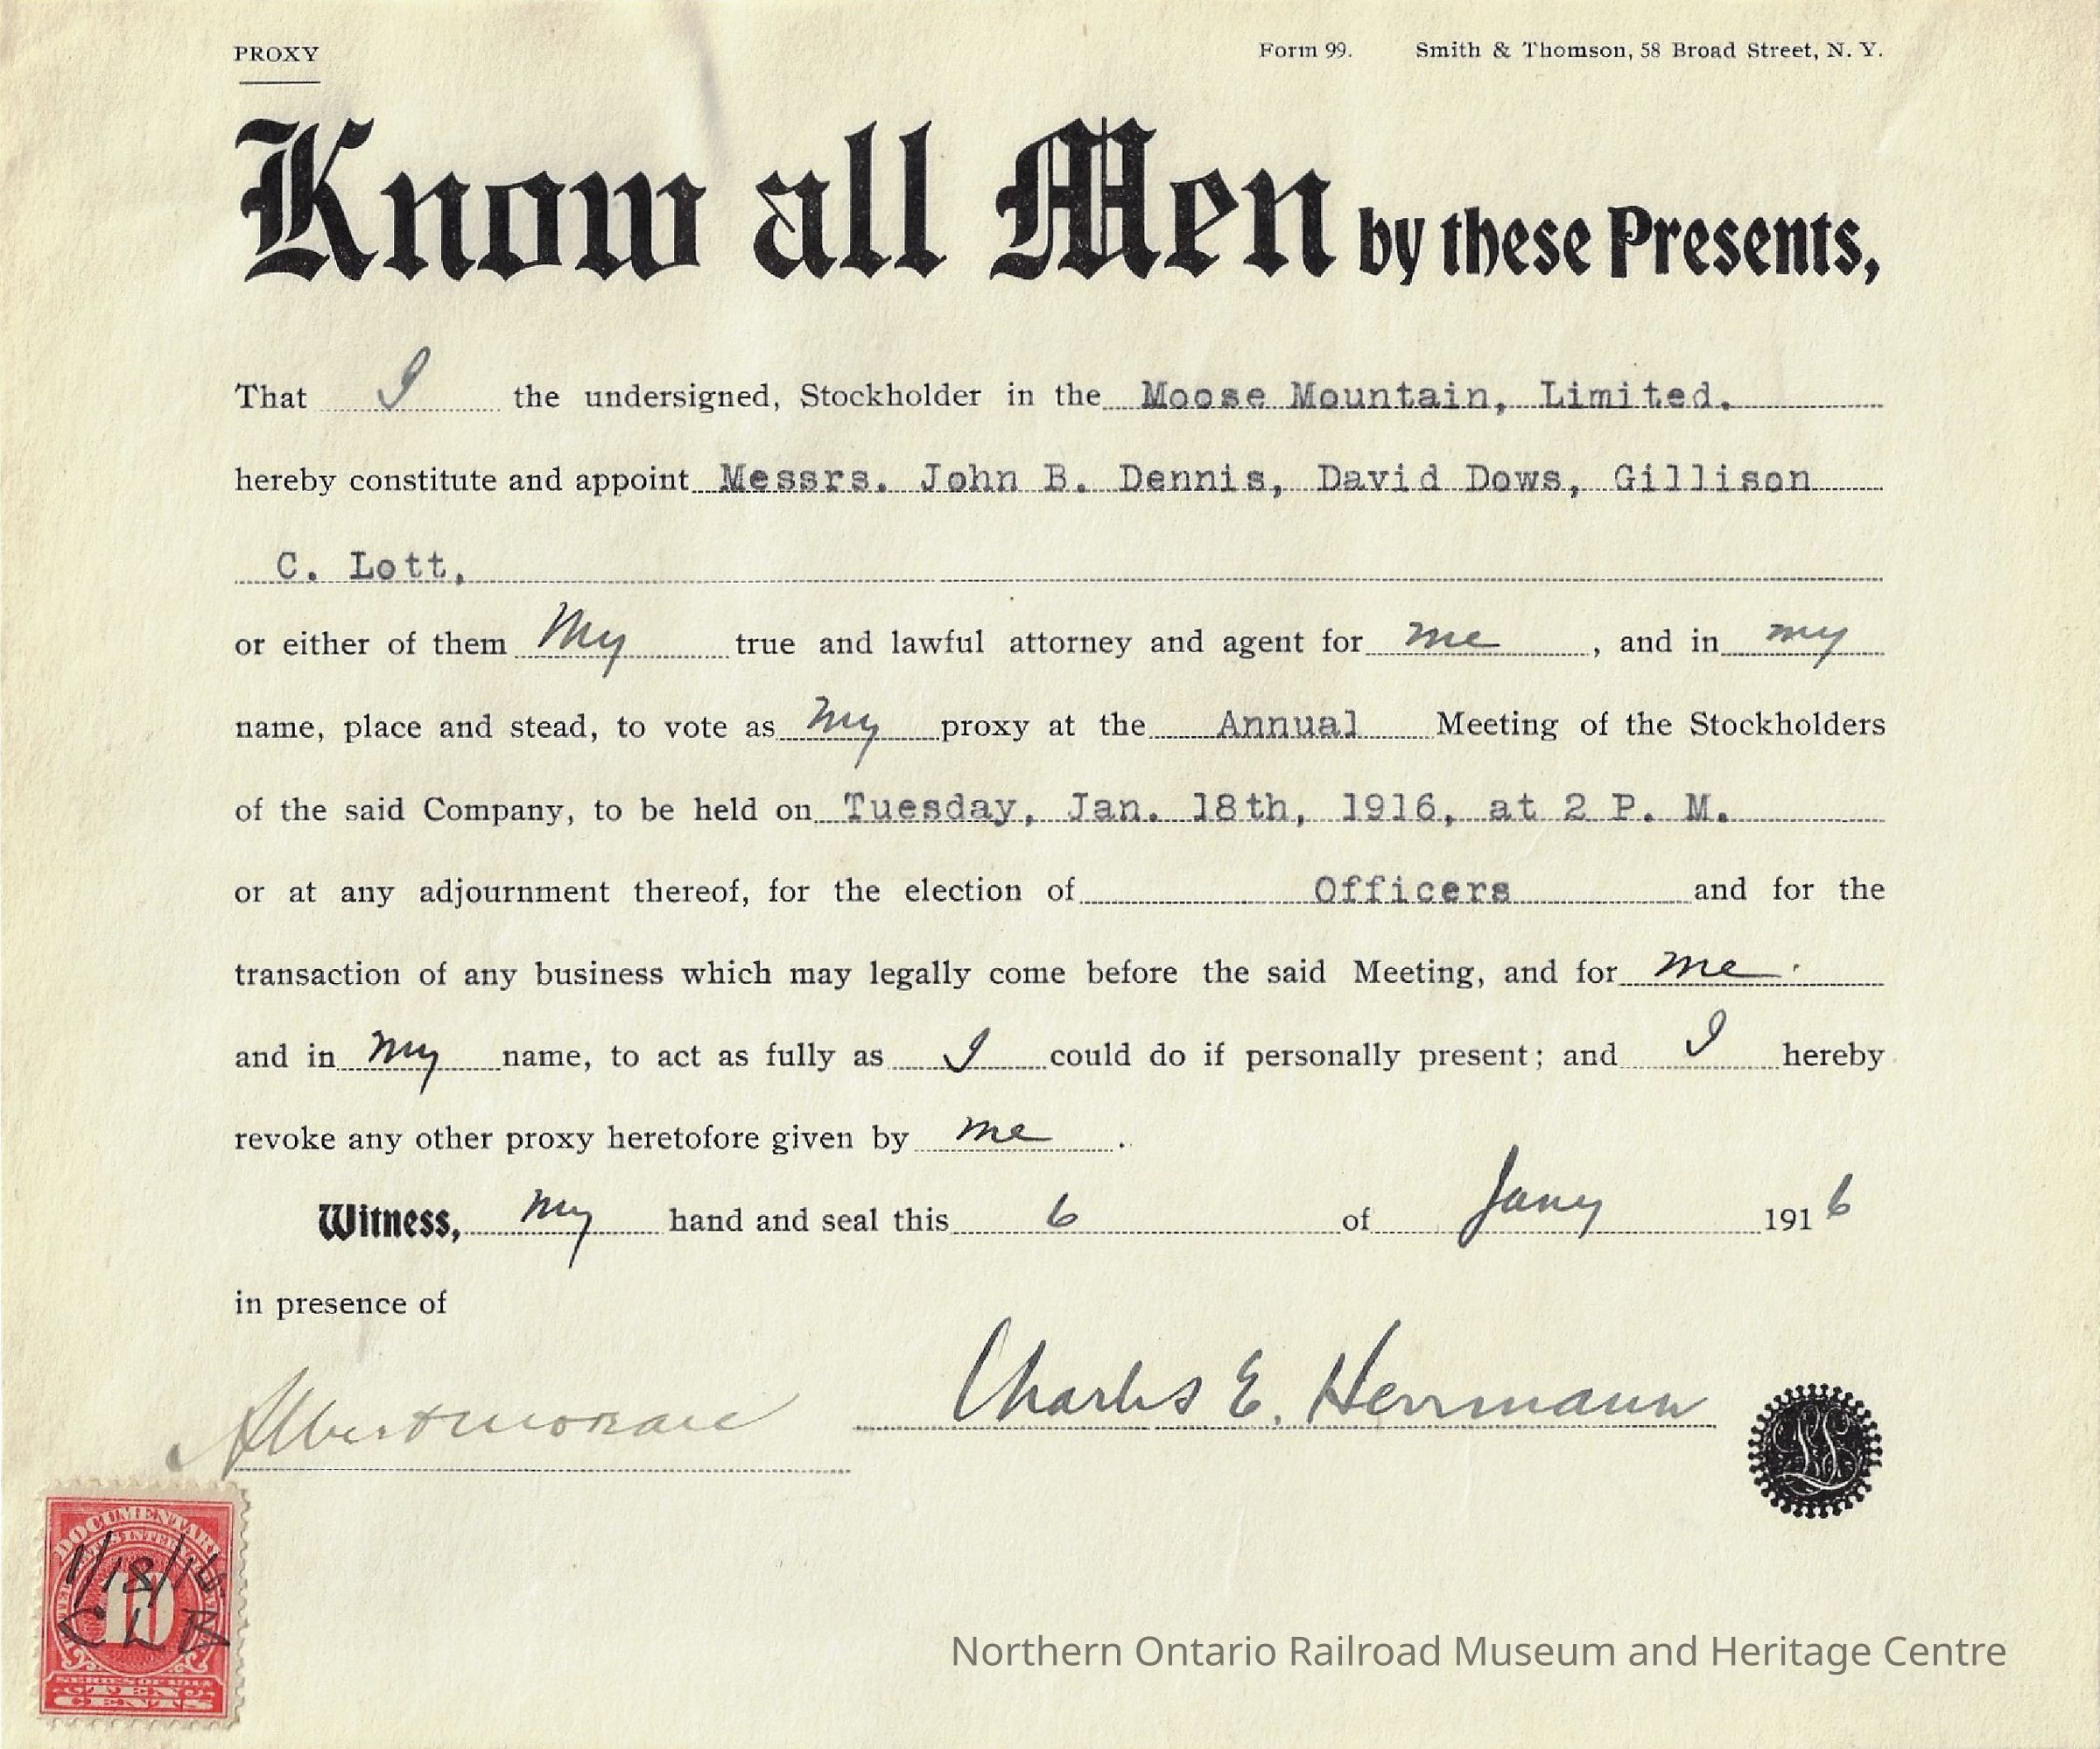 PROXY Form 99. Smith & Thomson, 58 Broad Street, N. Y.
Know all Men by these Presents,
That I the undersigned, Stockholder in the Moose Mountain, Limited.
hereby constitute and appoint Messrs. John B. Dennis, David Dows, Gillison
C. Lott,
or either of them My true and lawful attorney and agent for me, and in my
name, place and stead, to vote as my proxy at the Annual Meeting of the Stockholders
of the said Company, to be held on Tuesday, Jan. 18th, 1916, at 2 P. M.
or at any adjournment thereof, for the election of Officers and for the
transaction of any business which may legally come before the said Meeting, and for me
and in my name, to act as fully as I could do if personally present; and I hereby
revoke any other proxy heretofore given by me.
Witness, my hand and seal this 6 of Jany 1916
in presence of
Charles E. Herrmann
Albert
LS
DOCUMENTARY
1/18/16
10
CLB
CENTS
Northern Ontario Railroad Museum and Heritage Centre